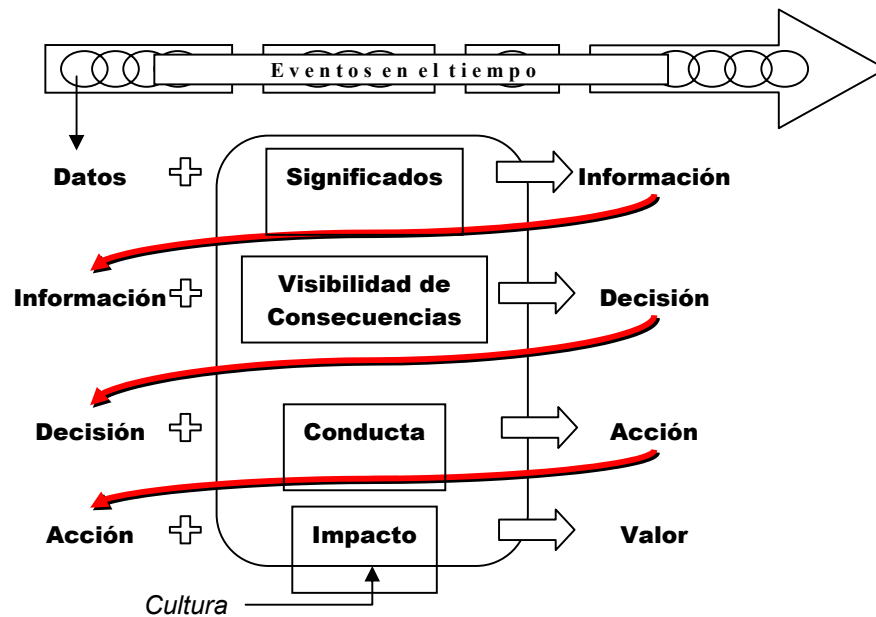 Eventos en el tiempo
Datos Significados Información
Información Visibilidad de Consecuencias Decisión
Decisión Conducta Acción
Acción Impacto Valor
Cultura